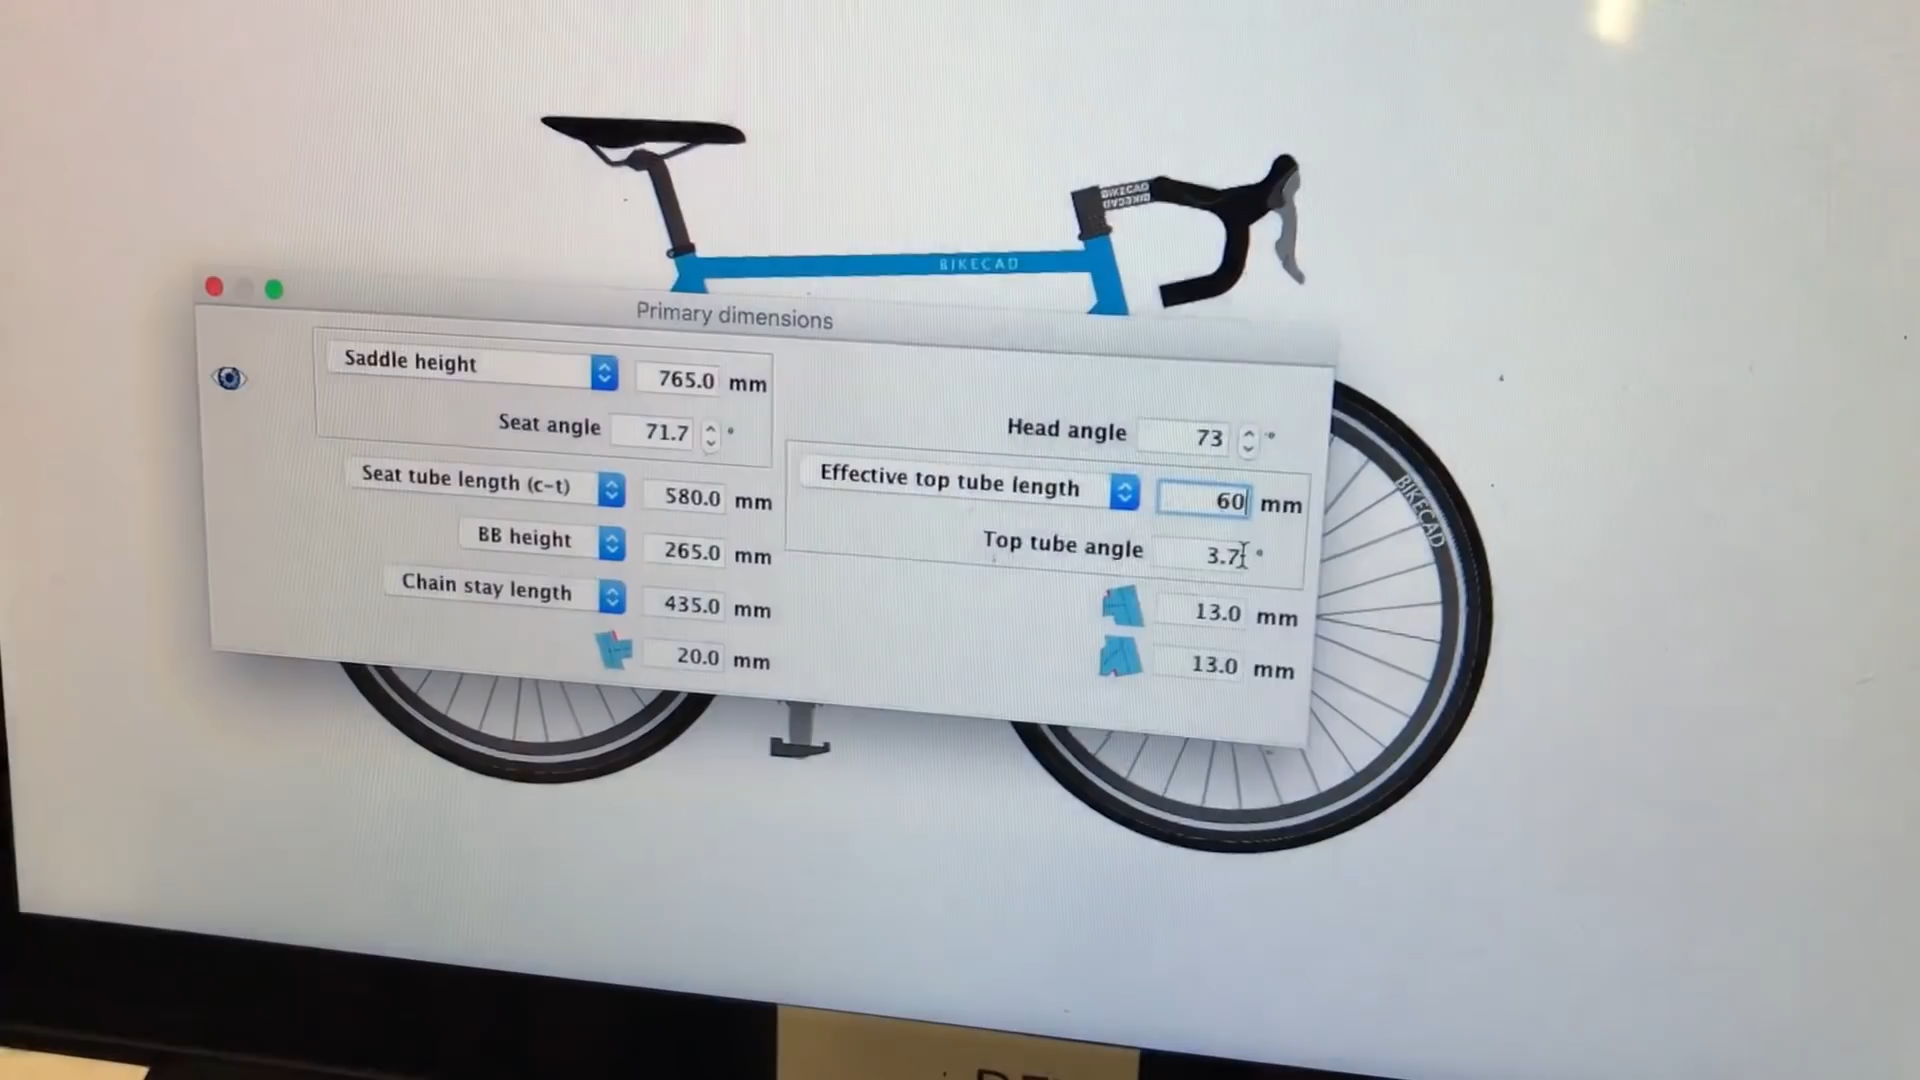 BIKECAD
BIKECAD
BIKECAD
Primary dimensions
Saddle height 765.0 mm
Seat angle 71.7 °
Seat tube length (c-t) 580.0 mm
BB height 265.0 mm
Chain stay length 435.0 mm
20.0 mm
Head angle 73 °
Effective top tube length 60 mm
Top tube angle 3.7 °
13.0 mm
13.0 mm
BIKECAD